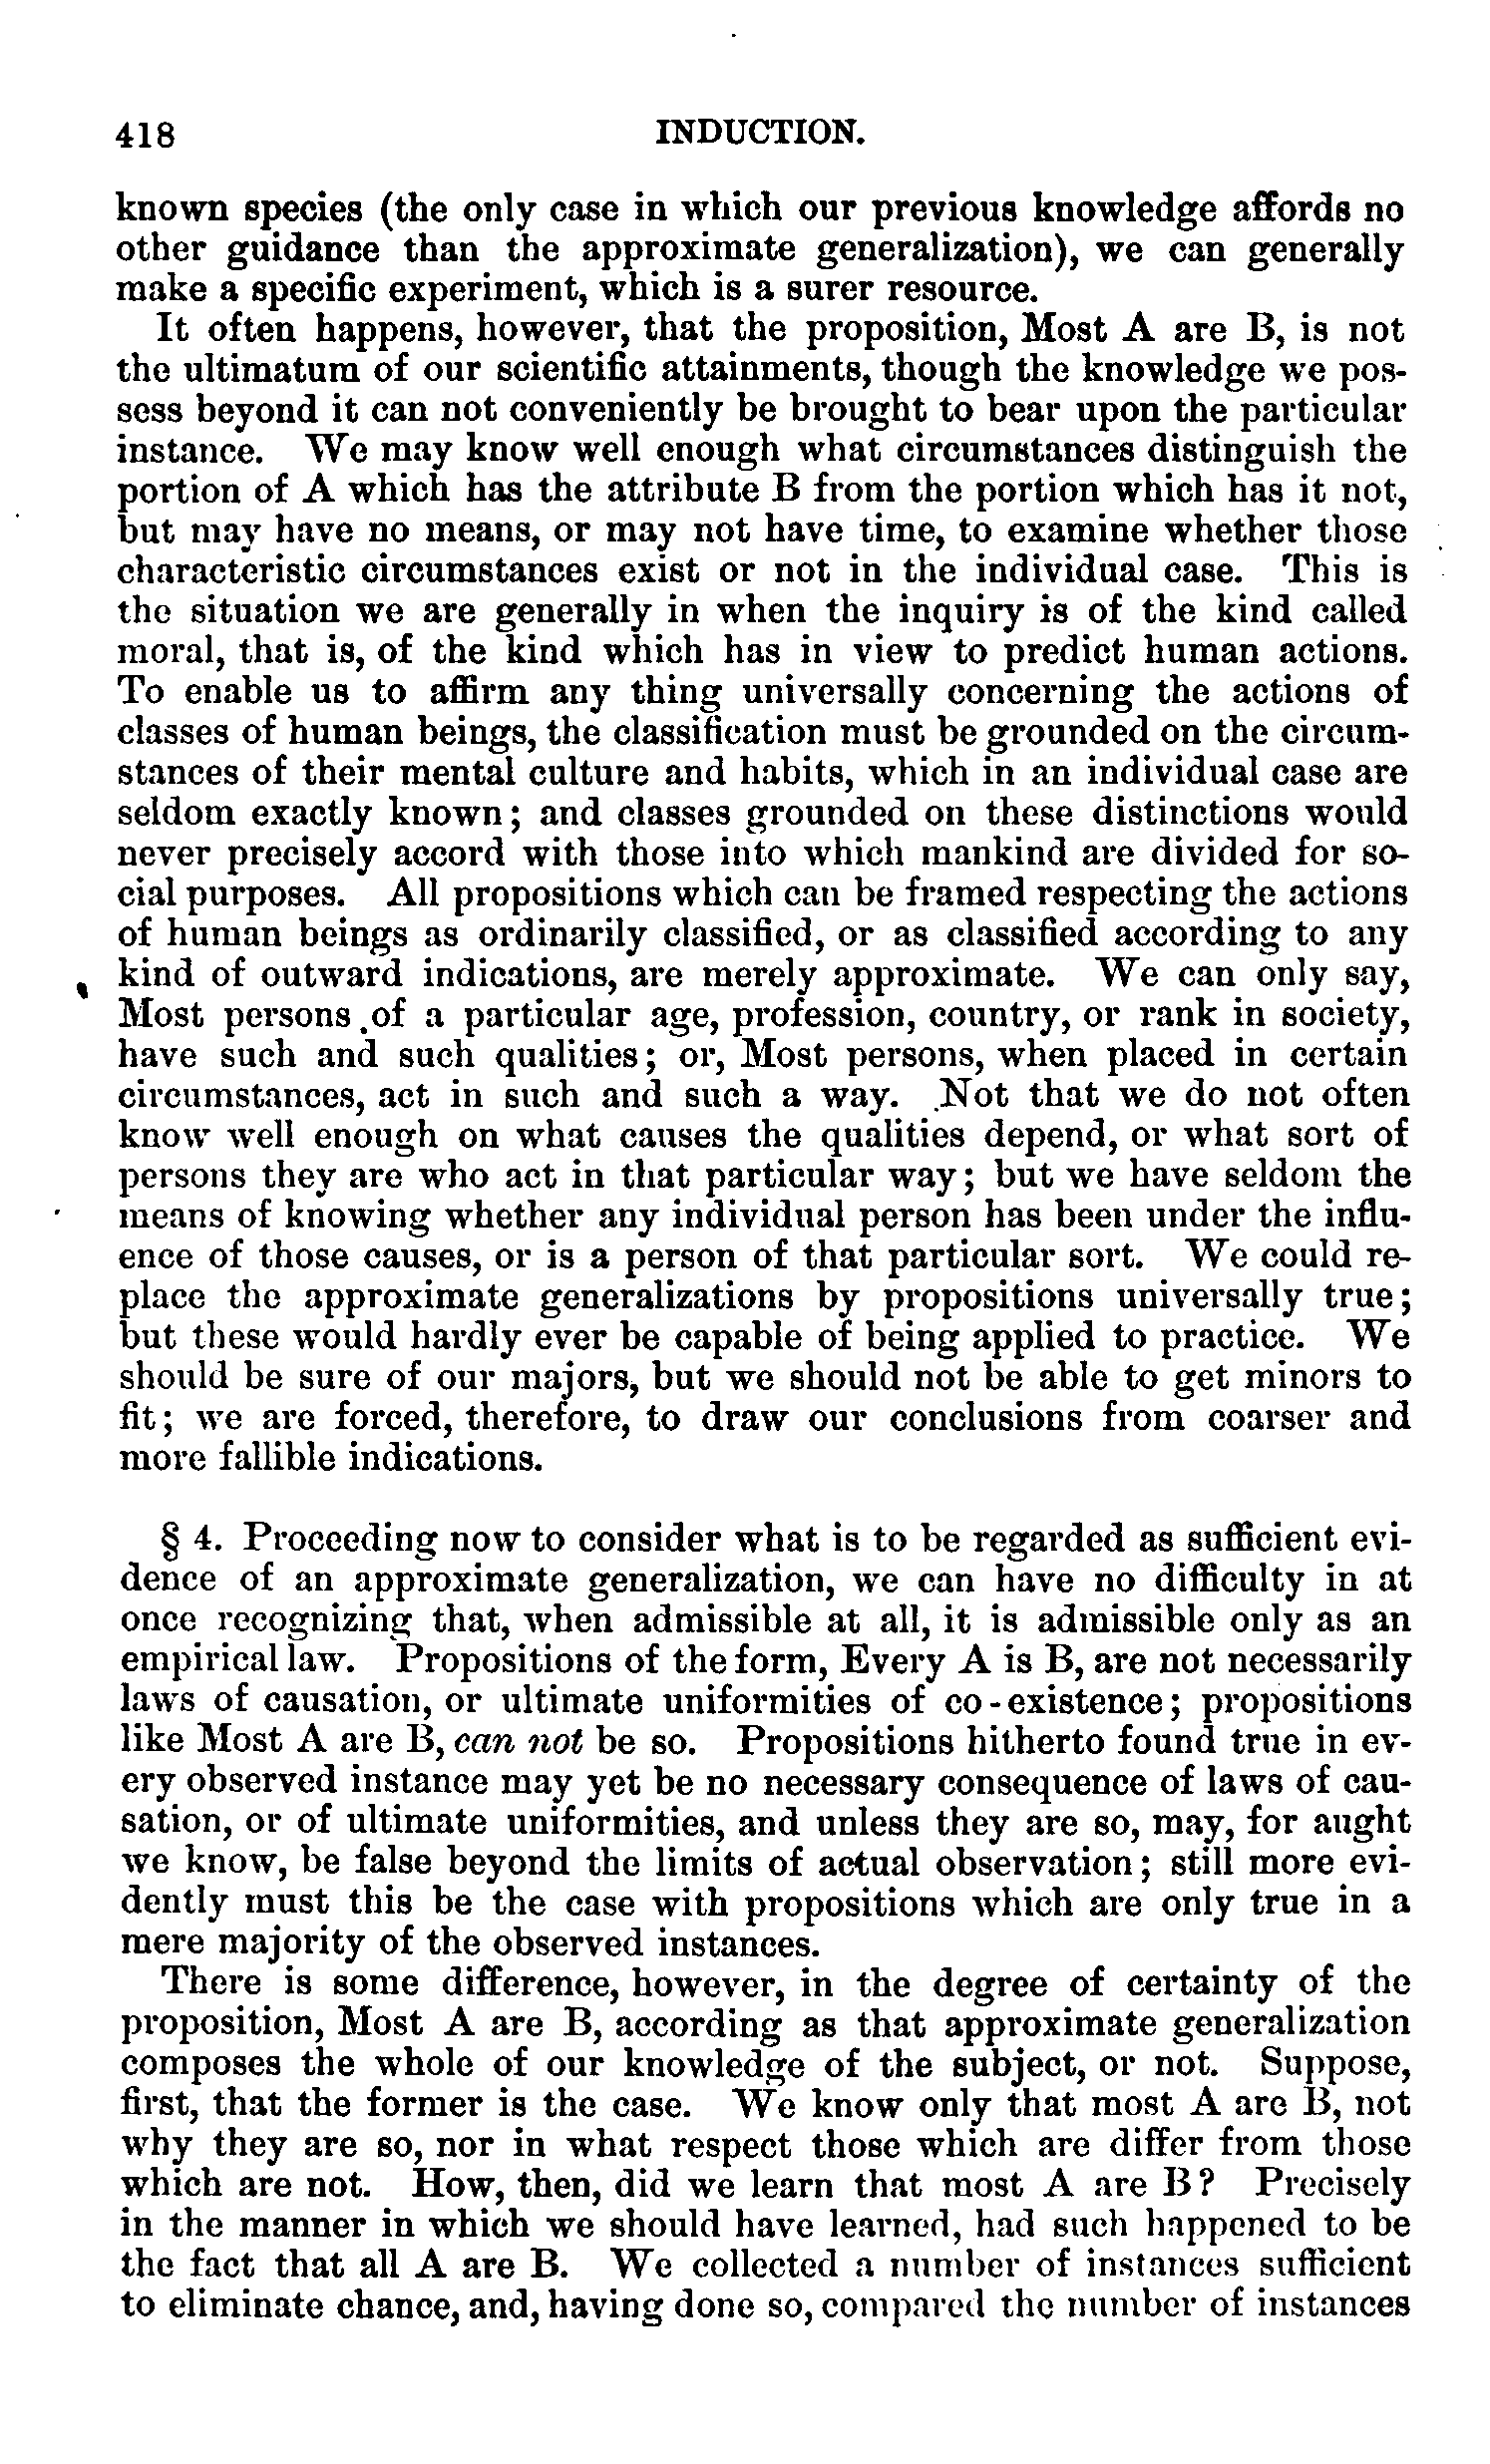 418 INDUCTION.
known species (the only case in which our previous knowledge affords no
other guidance than the approximate generalization), we can generally
make a specific experiment, which is a surer resource.
It often happens, however, that the proposition, Most A are B, is not
the ultimatum of our scientific attainments, though the knowledge we pos-
sess beyond it can not conveniently be brought to bear upon the particular
instance. We may know well enough what circumstances distinguish the
portion of A which has the attribute B from the portion which has it not,
but may have no means, or may not have time, to examine whether those
characteristic circumstances exist or not in the individual case. This is
the situation we are generally in when the inquiry is of the kind called
moral, that is, of the kind which has in view to predict human actions.
To enable us to affirm any thing universally concerning the actions of
classes of human beings, the classification must be grounded on the circum-
stances of their mental culture and habits, which in an individual case are
seldom exactly known; and classes grounded on these distinctions would
never precisely accord with those into which mankind are divided for so-
cial purposes. All propositions which can be framed respecting the actions
of human beings as ordinarily classified, or as classified according to any
kind of outward indications, are merely approximate. We can only say,
Most persons of a particular age, profession, country, or rank in society,
have such and such qualities; or, Most persons, when placed in certain
circumstances, act in such and such a way. Not that we do not often
know well enough on what causes the qualities depend, or what sort of
persons they are who act in that particular way; but we have seldom the
means of knowing whether any individual person has been under the influ-
ence of those causes, or is a person of that particular sort. We could re-
place the approximate generalizations by propositions universally true;
but these would hardly ever be capable of being applied to practice. We
should be sure of our majors, but we should not be able to get minors to
fit; we are forced, therefore, to draw our conclusions from coarser and
more fallible indications.
§ 4. Proceeding now to consider what is to be regarded as sufficient evi-
dence of an approximate generalization, we can have no difficulty in at
once recognizing that, when admissible at all, it is admissible only as an
empirical law. Propositions of the form, Every A is B, are not necessarily
laws of causation, or ultimate uniformities of co-existence; propositions
like Most A are B, can not be so. Propositions hitherto found true in ev-
ery observed instance may yet be no necessary consequence of laws of cau-
sation, or of ultimate uniformities, and unless they are so, may, for aught
we know, be false beyond the limits of actual observation; still more evi-
dently must this be the case with propositions which are only true in a
mere majority of the observed instances.
There is some difference, however, in the degree of certainty of the
proposition, Most A are B, according as that approximate generalization
composes the whole of our knowledge of the subject, or not. Suppose,
first, that the former is the case. We know only that most A are B, not
why they are so, nor in what respect those which are differ from those
which are not. How, then, did we learn that most A are B? Precisely
in the manner in which we should have learned, had such happened to be
the fact that all A are B. We collected a number of instances sufficient
to eliminate chance, and, having done so, compared the number of instances